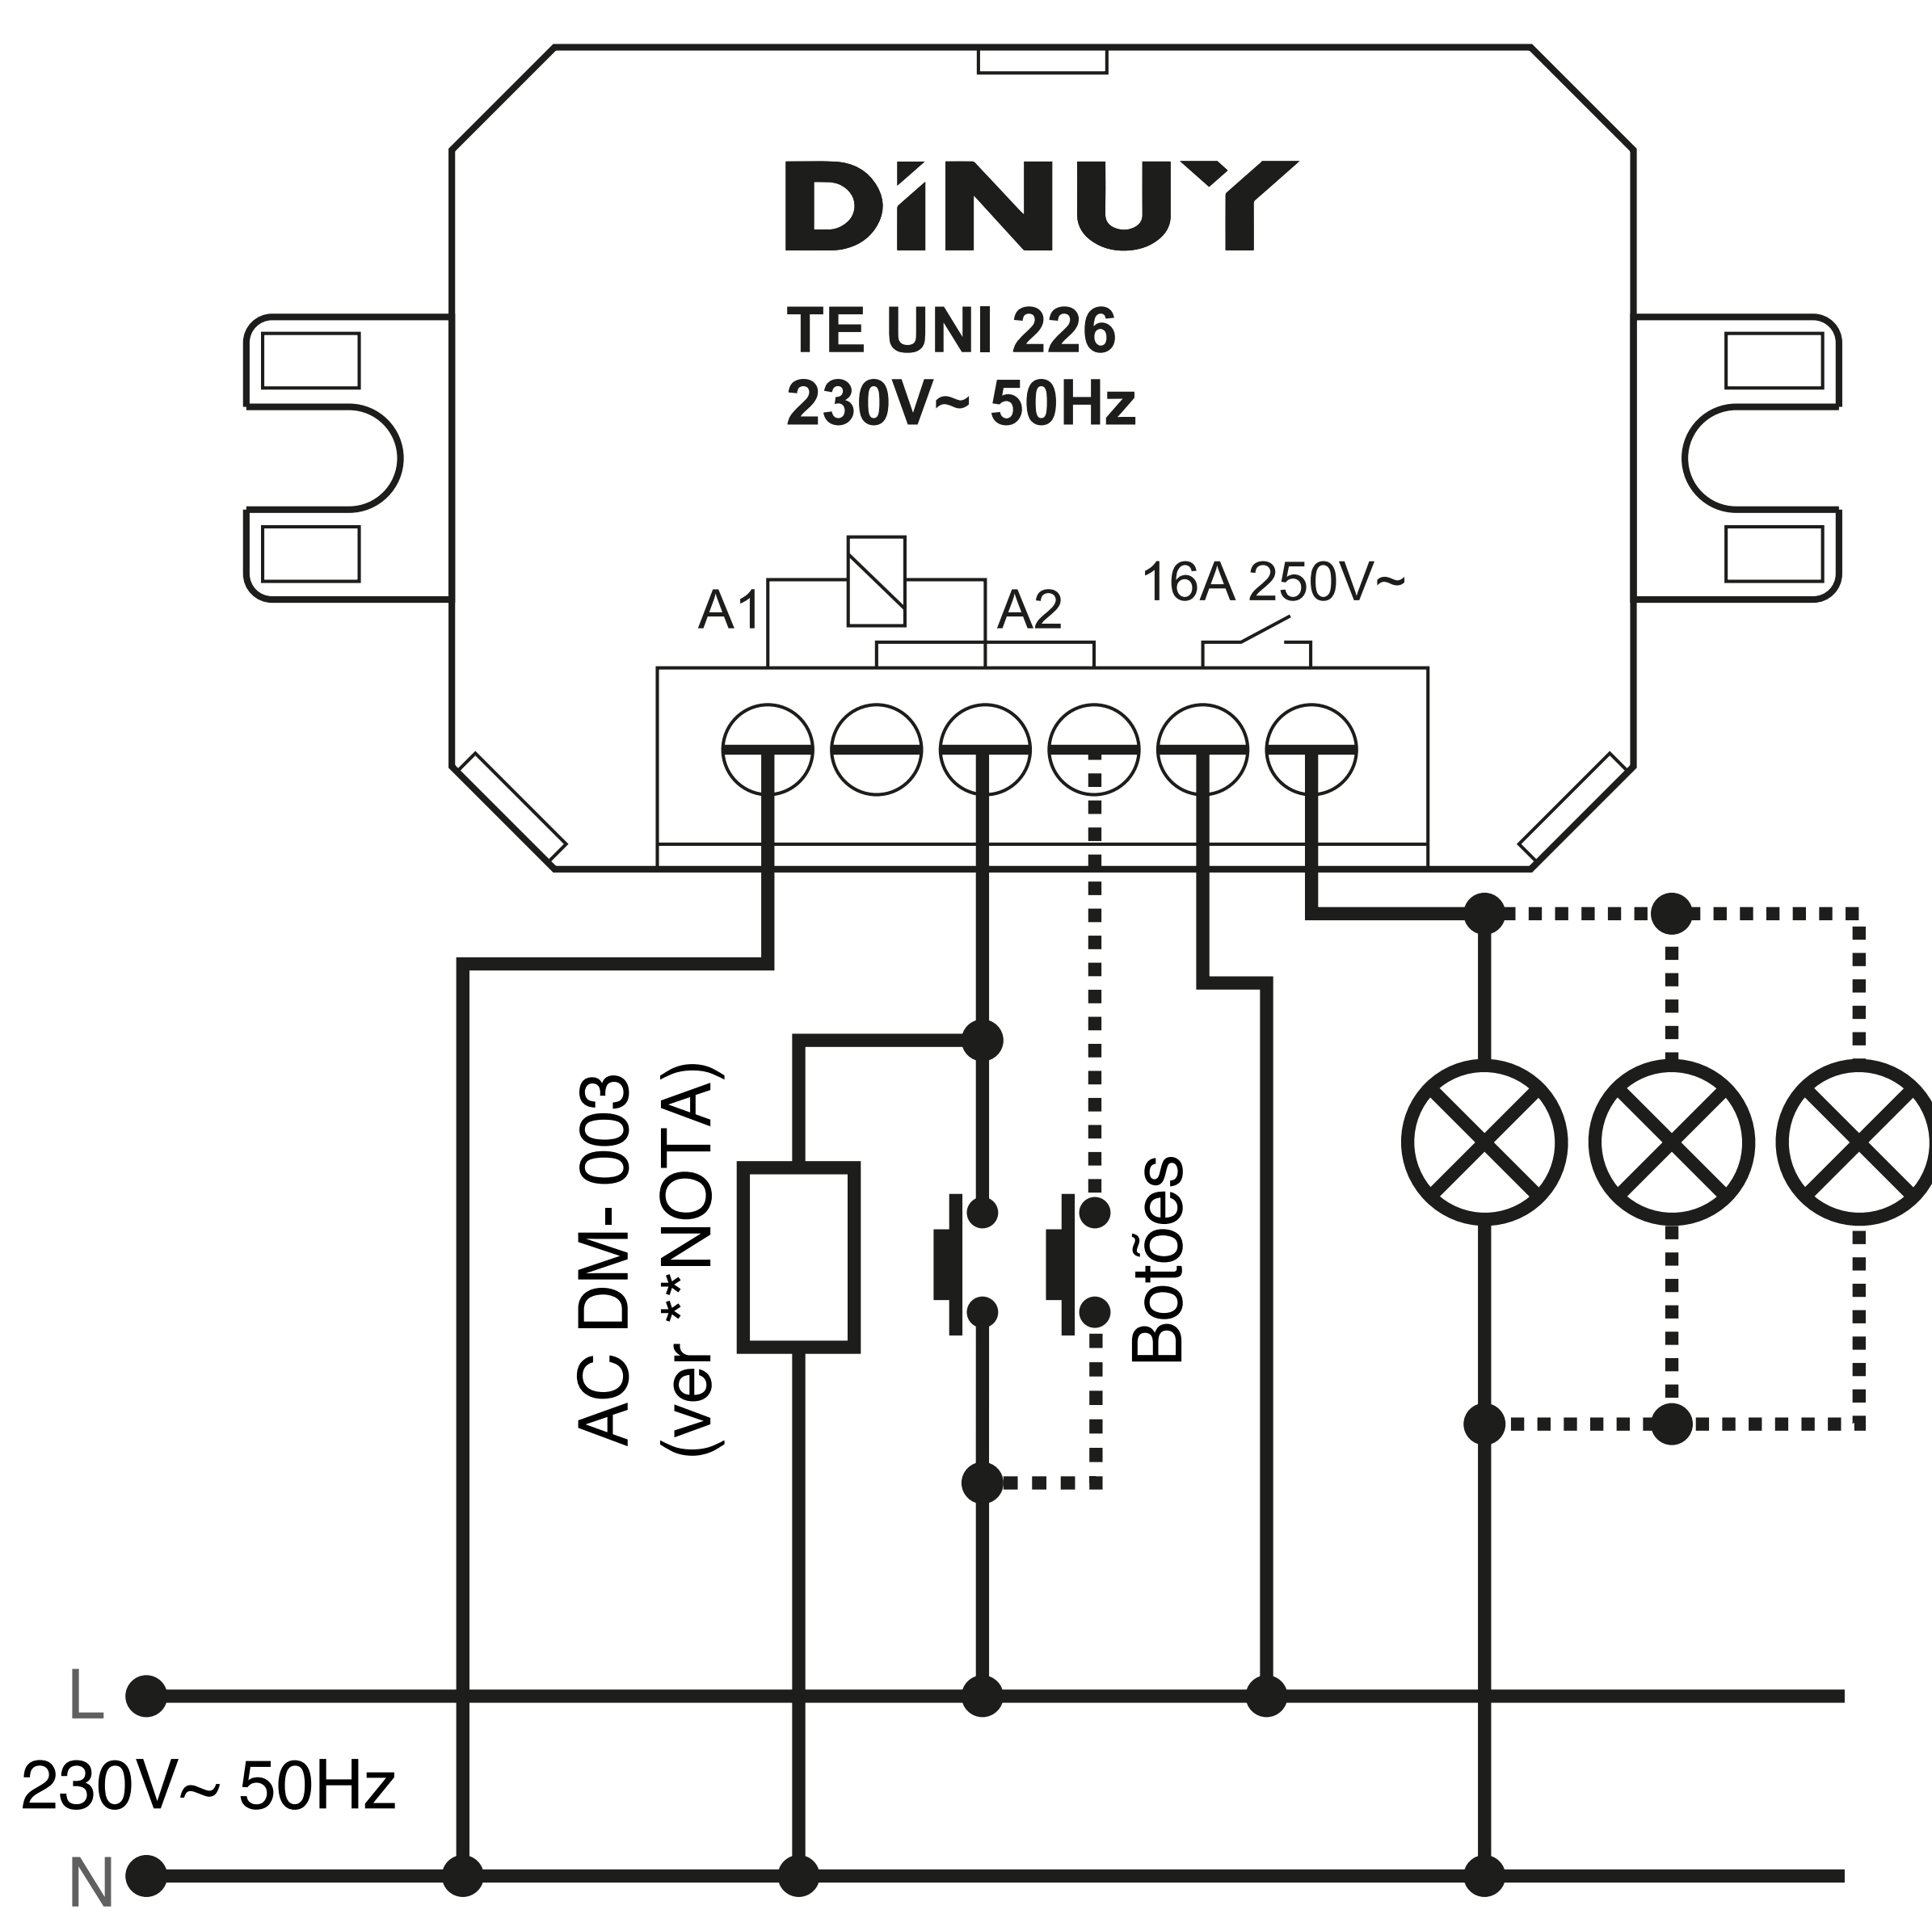 DINUY
TE UNI 226
230V~ 50Hz
A1
A2
16A 250V~
AC DM- 003
(ver **NOTA)
Botões
L
230V~ 50Hz
N